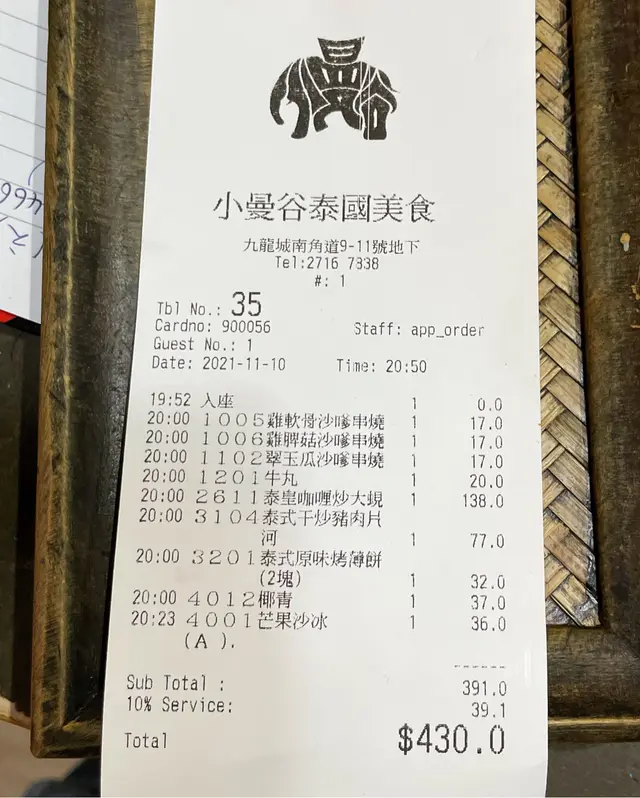 小曼谷
小曼谷泰國美食
九龍城南角道9-11號地下
Tel:2716 7338
#: 1
Tbl No.: 35
Cardno: 900056 Staff: app_order
Guest No.: 1
Date: 2021-11-10 Time: 20:50
19:52 入座 1 0.0
20:00 1005雞軟骨沙嗲串燒 1 17.0
20:00 1006雞脾菇沙嗲串燒 1 17.0
20:00 1102翠玉瓜沙嗲串燒 1 17.0
20:00 1201牛丸 1 20.0
20:00 2611泰皇咖喱炒大蜆 1 138.0
20:00 3104泰式干炒豬肉片
河 1 77.0
20:00 3201泰式原味烤薄餅
(2塊) 1 32.0
20:00 4012椰青 1 37.0
20:23 4001芒果沙冰 1 36.0
(A ).
------
Sub Total : 391.0
10% Service: 39.1
Total $430.0